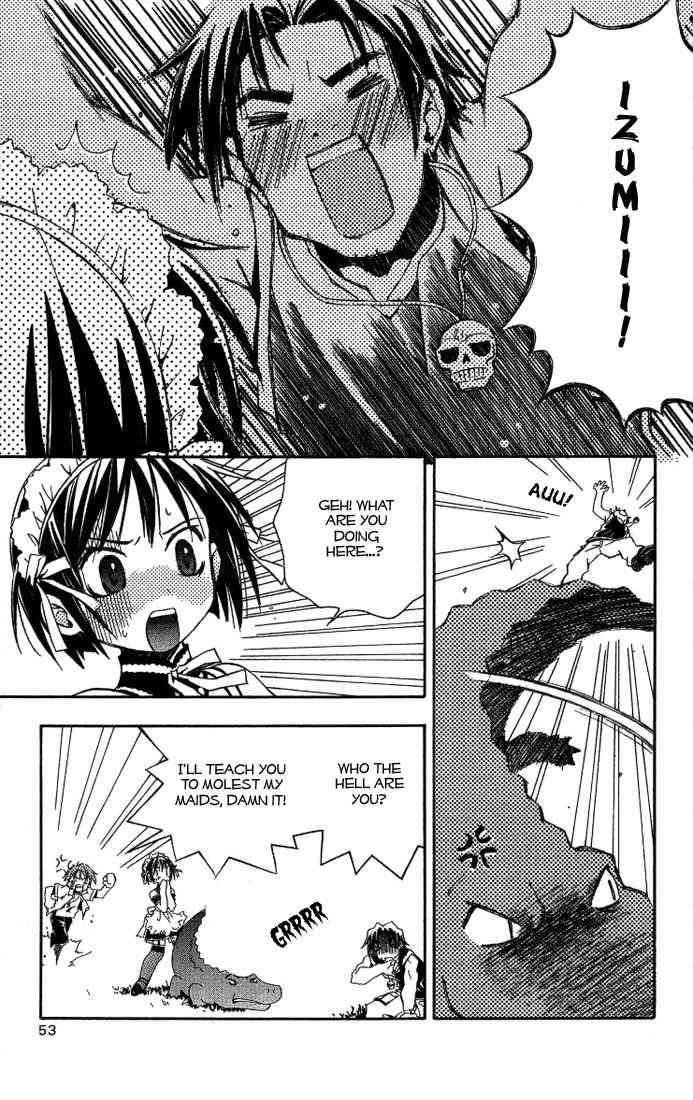 IZUMIIII!
AUU!
GEH! WHAT
ARE YOU
DOING
HERE...?
WHO THE
HELL ARE
YOU?
I'LL TEACH YOU
TO MOLEST MY
MAIDS, DAMN IT!
GRRRR
53